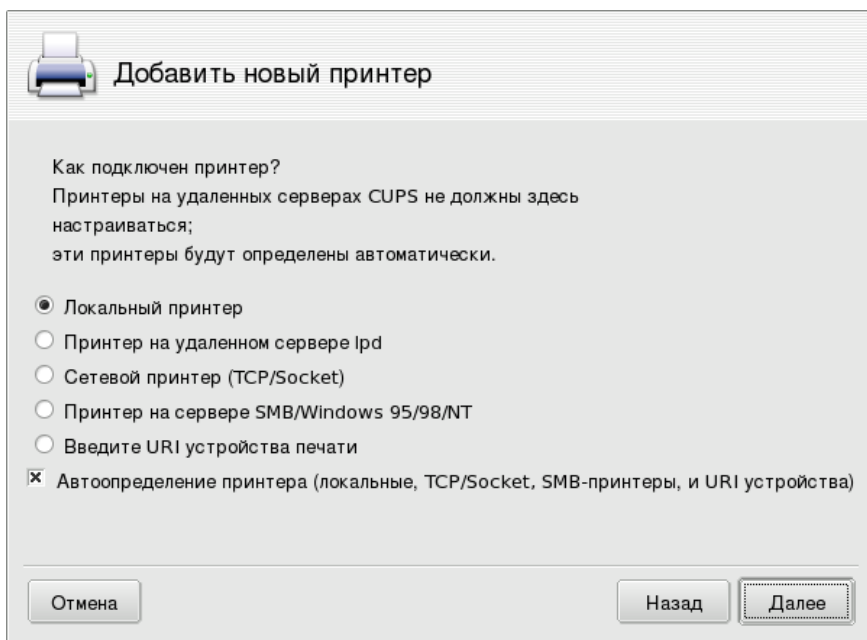 Добавить новый принтер
Как подключен принтер?
Принтеры на удаленных серверах CUPS не должны здесь
настраиваться;
эти принтеры будут определены автоматически.
Локальный принтер
Принтер на удаленном сервере lpd
Сетевой принтер (TCP/Socket)
Принтер на сервере SMB/Windows 95/98/NT
Введите URI устройства печати
Автоопределение принтера (локальные, TCP/Socket, SMB-принтеры, и URI устройства)
Отмена
Назад
Далее